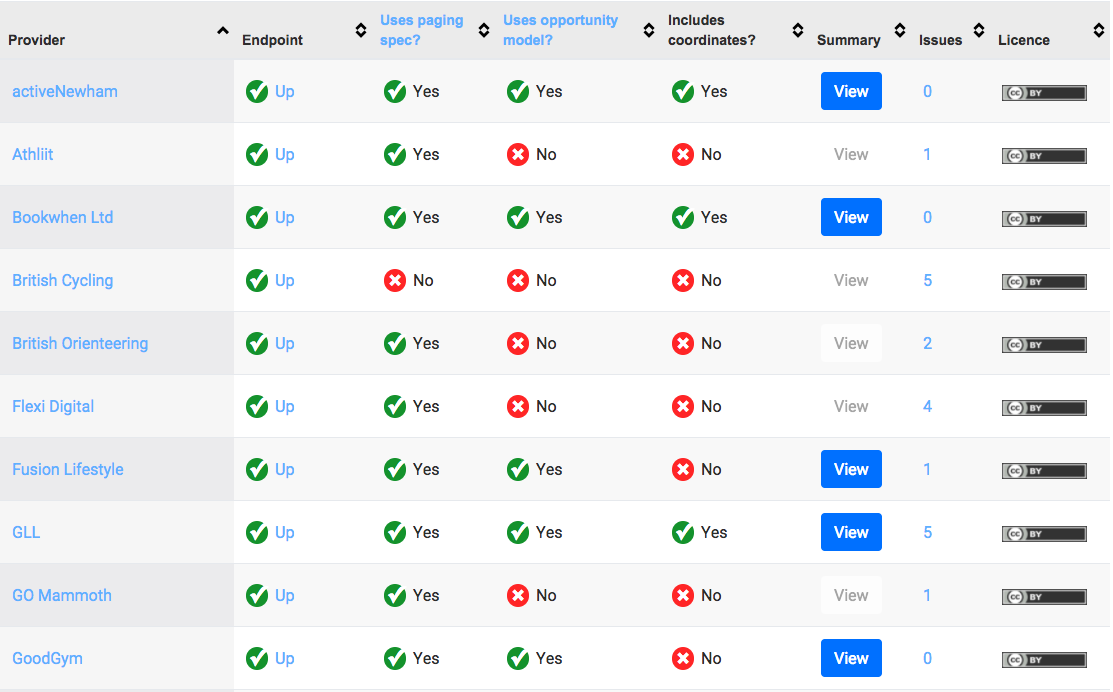 Provider Endpoint Uses paging spec? Uses opportunity model? Includes coordinates? Summary Issues Licence
activeNewham Up Yes Yes Yes View 0 CC BY
Athliit Up Yes No No View 1 CC BY
Bookwhen Ltd Up Yes Yes Yes View 0 CC BY
British Cycling Up No No No View 5 CC BY
British Orienteering Up Yes No No View 2 CC BY
Flexi Digital Up Yes No No View 4 CC BY
Fusion Lifestyle Up Yes Yes No View 1 CC BY
GLL Up Yes Yes Yes View 5 CC BY
GO Mammoth Up Yes No No View 1 CC BY
GoodGym Up Yes Yes No View 0 CC BY